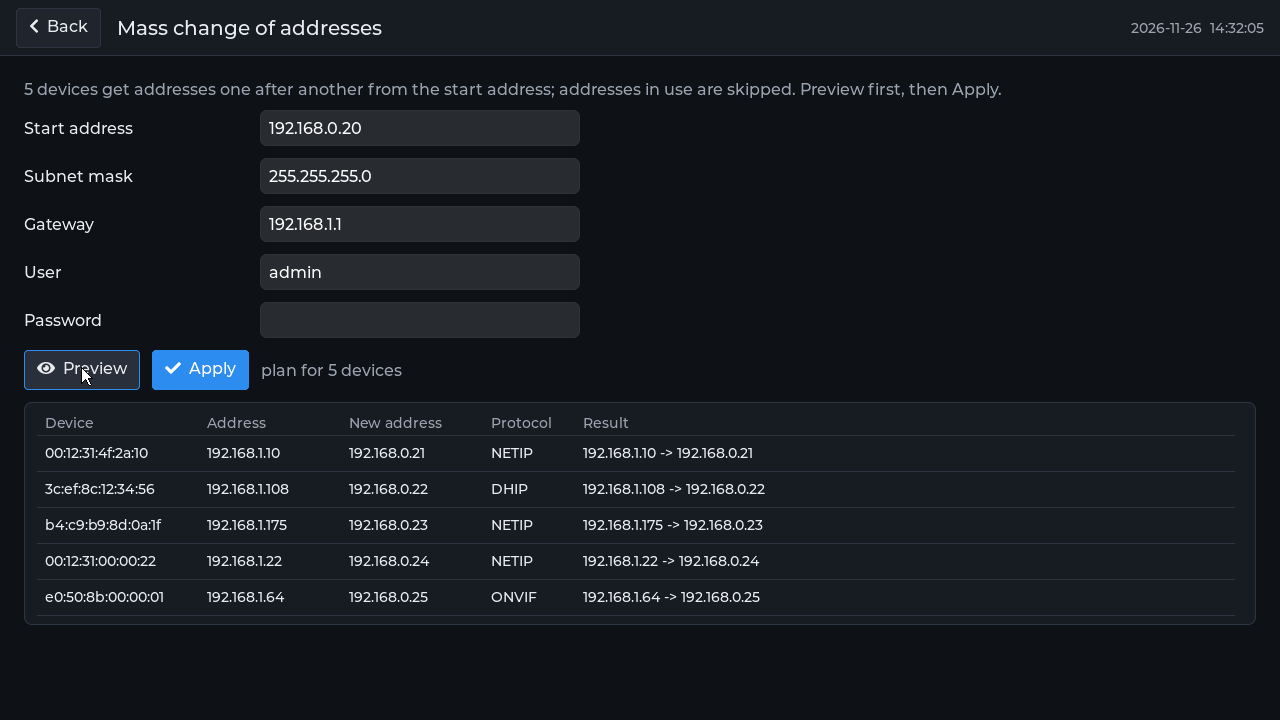 Back
Mass change of addresses
2026-11-26 14:32:05
5 devices get addresses one after another from the start address; addresses in use are skipped. Preview first, then Apply.
Start address 192.168.0.20
Subnet mask 255.255.255.0
Gateway 192.168.1.1
User admin
Password
Preview Apply plan for 5 devices
Device Address New address Protocol Result
00:12:31:4f:2a:10 192.168.1.10 192.168.0.21 NETIP 192.168.1.10 -> 192.168.0.21
3c:ef:8c:12:34:56 192.168.1.108 192.168.0.22 DHIP 192.168.1.108 -> 192.168.0.22
b4:c9:b9:8d:0a:1f 192.168.1.175 192.168.0.23 NETIP 192.168.1.175 -> 192.168.0.23
00:12:31:00:00:22 192.168.1.22 192.168.0.24 NETIP 192.168.1.22 -> 192.168.0.24
e0:50:8b:00:00:01 192.168.1.64 192.168.0.25 ONVIF 192.168.1.64 -> 192.168.0.25